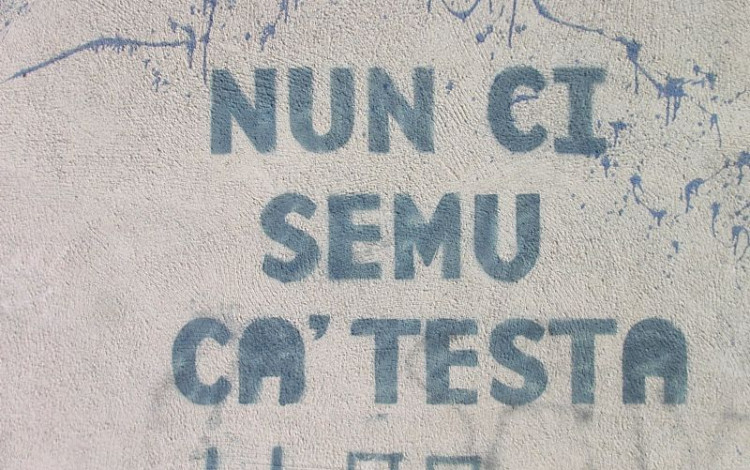 NUN CI
SEMU
CA' TESTA